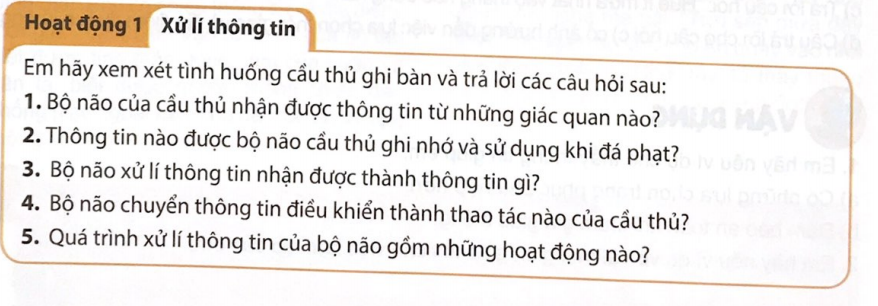 Hoạt động 1 Xử lí thông tin
Em hãy xem xét tình huống cầu thủ ghi bàn và trả lời các câu hỏi sau:
1. Bộ não của cầu thủ nhận được thông tin từ những giác quan nào?
2. Thông tin nào được bộ não cầu thủ ghi nhớ và sử dụng khi đá phạt?
3. Bộ não xử lí thông tin nhận được thành thông tin gì?
4. Bộ não chuyển thông tin điều khiển thành thao tác nào của cầu thủ?
5. Quá trình xử lí thông tin của bộ não gồm những hoạt động nào?